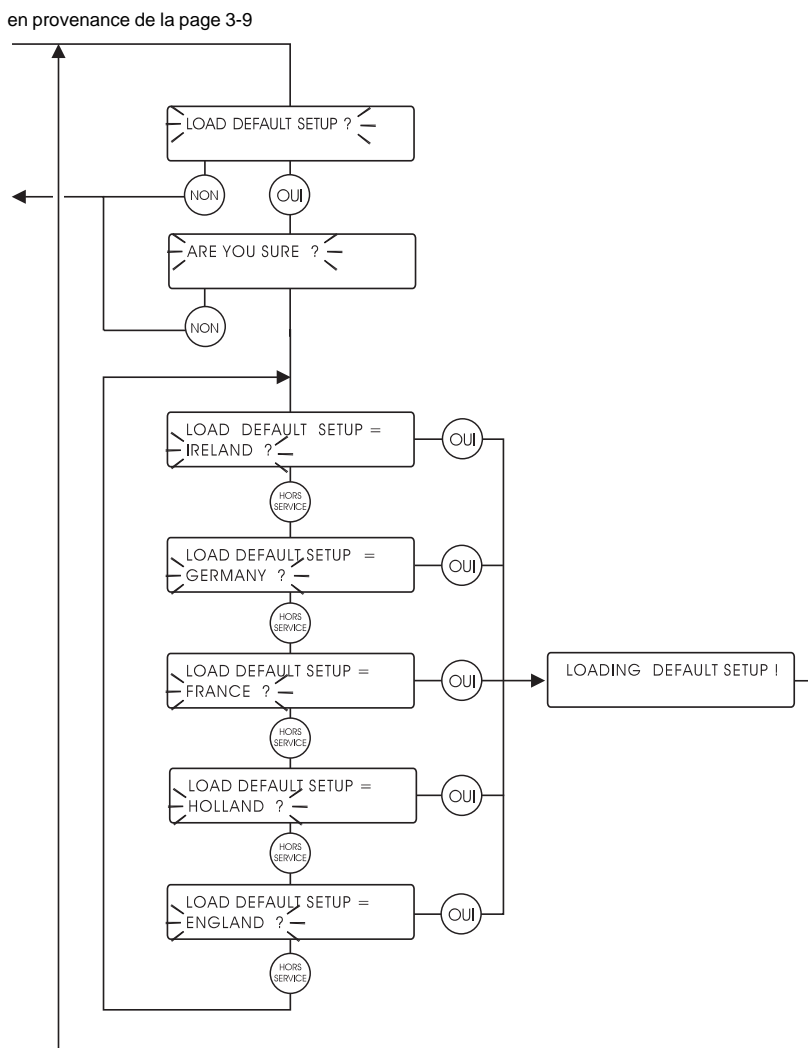 en provenance de la page 3-9
LOAD DEFAULT SETUP ?
NON
OUI
ARE YOU SURE ?
NON
LOAD DEFAULT SETUP =
IRELAND ?
OUI
HORS
SERVICE
LOAD DEFAULT SETUP =
GERMANY ?
OUI
HORS
SERVICE
LOAD DEFAULT SETUP =
FRANCE ?
OUI
LOADING DEFAULT SETUP !
HORS
SERVICE
LOAD DEFAULT SETUP =
HOLLAND ?
OUI
HORS
SERVICE
LOAD DEFAULT SETUP =
ENGLAND ?
OUI
HORS
SERVICE